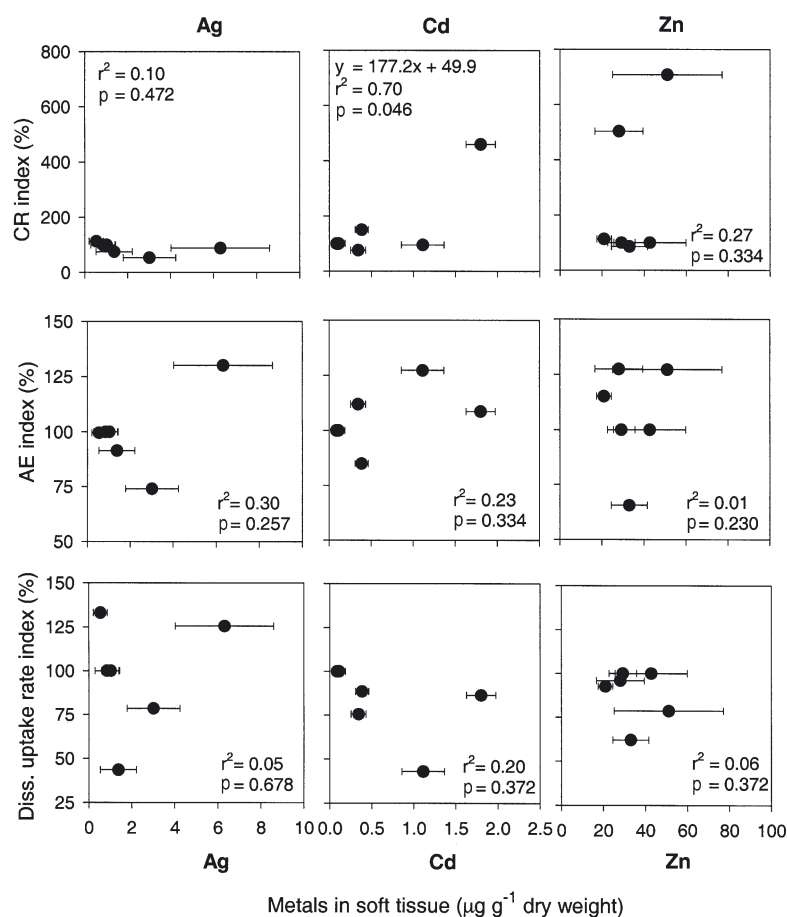 Ag Cd Zn
CR index (%)
800
600
400
200
0
r² = 0.10
p = 0.472
y = 177.2x + 49.9
r² = 0.70
p = 0.046
r² = 0.27
p = 0.334
AE index (%)
150
125
100
75
50
r² = 0.30
p = 0.257
r² = 0.23
p = 0.334
r² = 0.01
p = 0.230
Diss. uptake rate index (%)
150
125
100
75
50
25
r² = 0.05
p = 0.678
r² = 0.20
p = 0.372
r² = 0.06
p = 0.372
0 2 4 6 8 10 0.0 0.5 1.0 1.5 2.0 2.5 20 40 60 80 100
Ag Cd Zn
Metals in soft tissue (μg g⁻¹ dry weight)